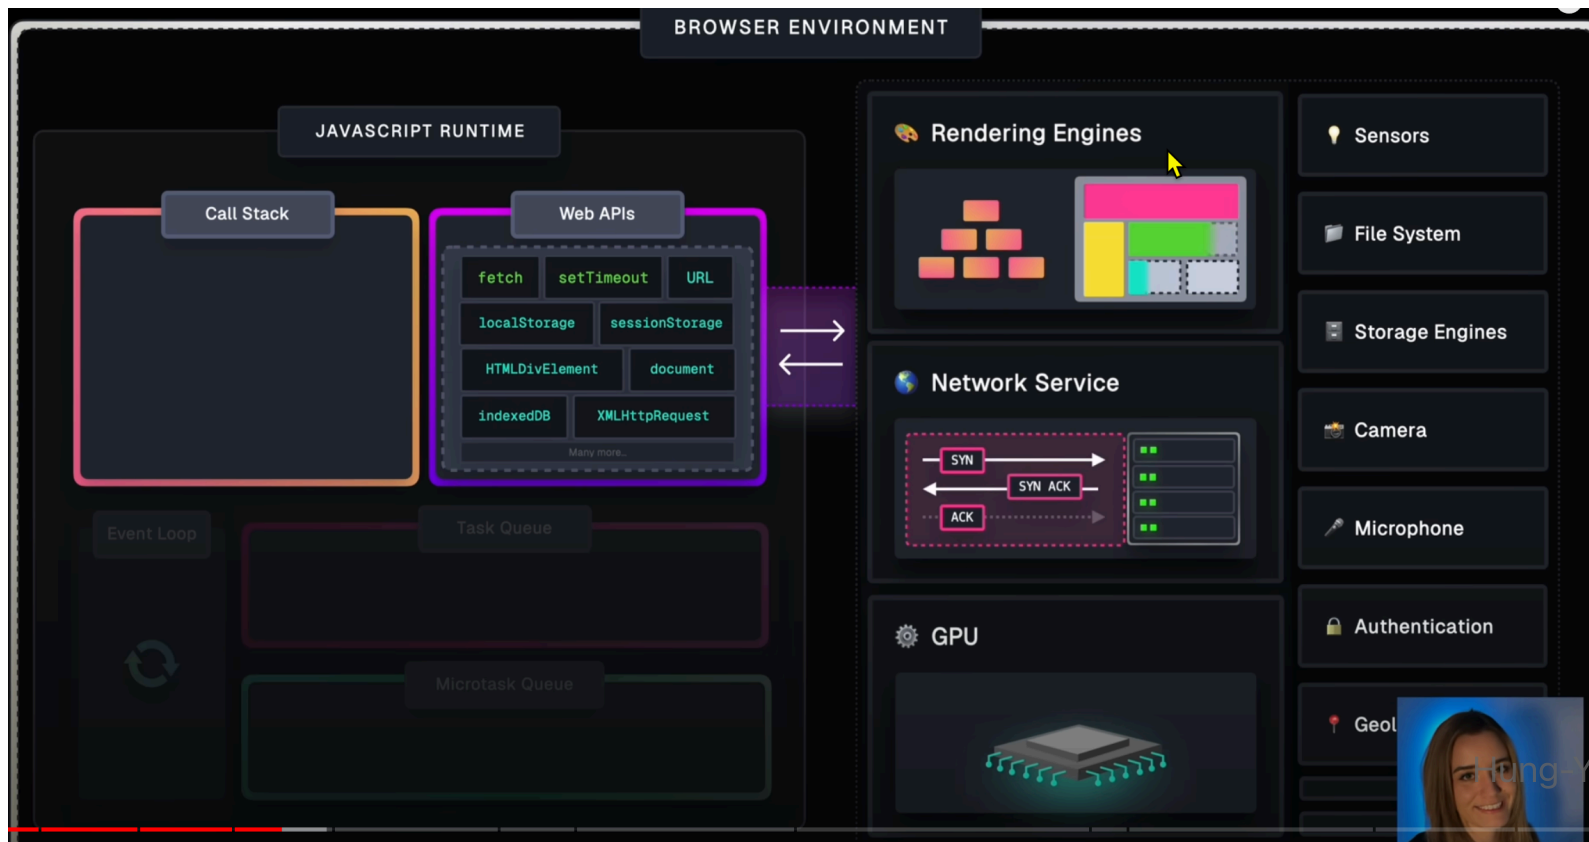 BROWSER ENVIRONMENT
JAVASCRIPT RUNTIME
Call Stack
Web APIs
fetch
setTimeout
URL
localStorage
sessionStorage
HTMLDivElement
document
indexedDB
XMLHttpRequest
Many more..
Event Loop
Task Queue
Microtask Queue
Rendering Engines
Network Service
SYN
SYN ACK
ACK
GPU
Sensors
File System
Storage Engines
Camera
Microphone
Authentication
Geol
Hung-Y